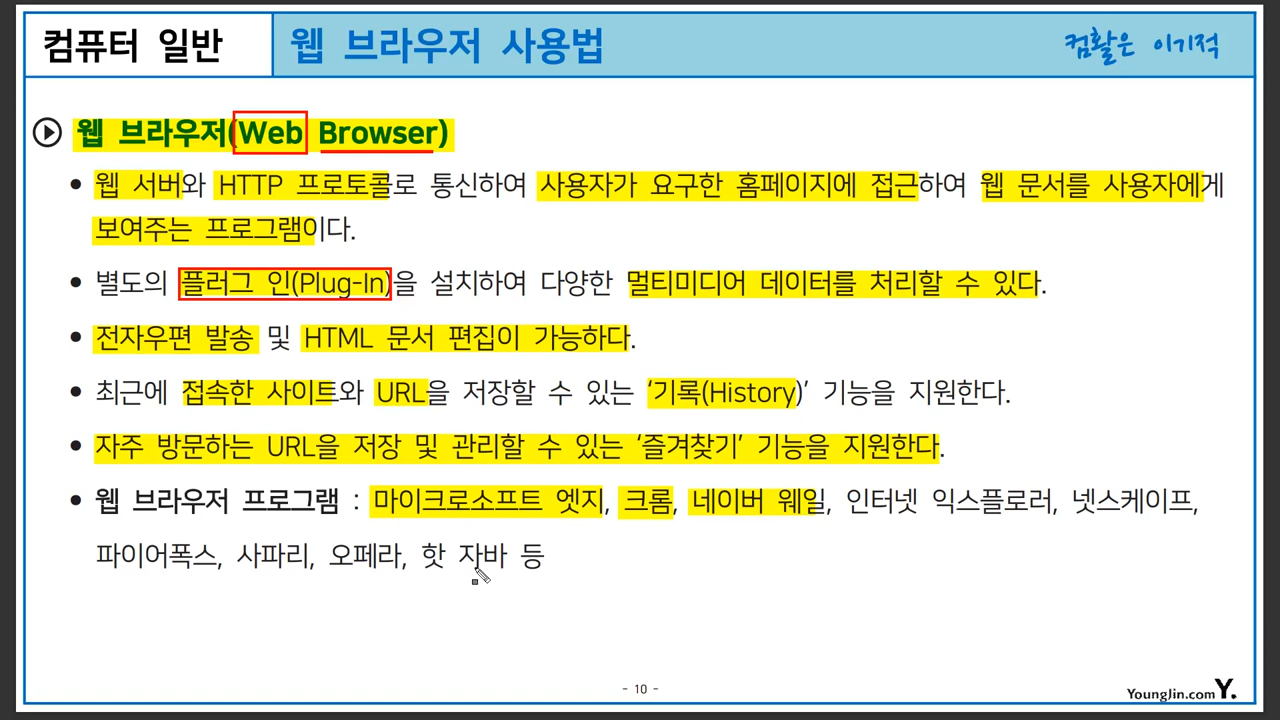 컴퓨터 일반
웹 브라우저 사용법
컴활은 이기적
웹 브라우저(Web Browser)
• 웹 서버와 HTTP 프로토콜로 통신하여 사용자가 요구한 홈페이지에 접근하여 웹 문서를 사용자에게
보여주는 프로그램이다.
• 별도의 플러그 인(Plug-In)을 설치하여 다양한 멀티미디어 데이터를 처리할 수 있다.
• 전자우편 발송 및 HTML 문서 편집이 가능하다.
• 최근에 접속한 사이트와 URL을 저장할 수 있는 ‘기록(History)’ 기능을 지원한다.
• 자주 방문하는 URL을 저장 및 관리할 수 있는 ‘즐겨찾기’ 기능을 지원한다.
• 웹 브라우저 프로그램 : 마이크로소프트 엣지, 크롬, 네이버 웨일, 인터넷 익스플로러, 넷스케이프,
파이어폭스, 사파리, 오페라, 핫 자바 등
- 10 -
YoungJin.com Y.